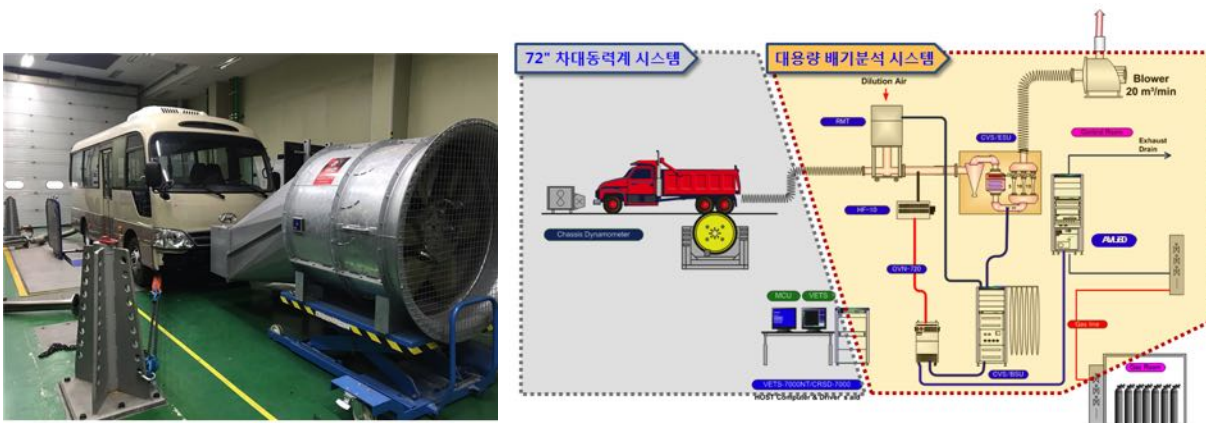 72" 차대동력계 시스템
대용량 배기분석 시스템
Dilution Air
Blower
20 m³/min
RMT
CVS/ESU
Control Room
Exhaust
Drain
HF-10
Chassis Dynamometer
AVL/ED
OVN-720
MCU
VETS
Gas line
CVS/BSU
Gas Room
VETS-7000NT/CRSD-7000
HOST Computer & Driver's aid